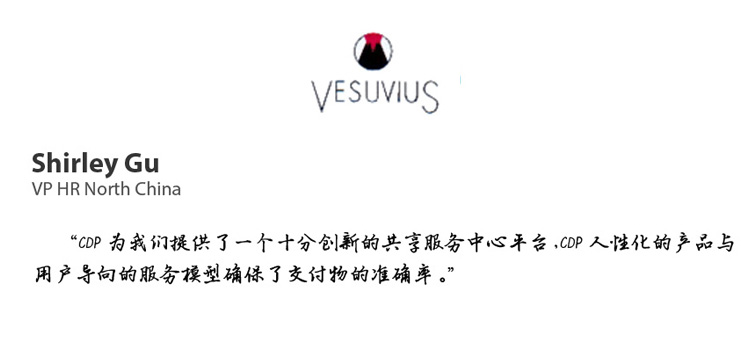 VESUVIUS
Shirley Gu
VP HR North China
“CDP 为我们提供了一个十分创新的共享服务中心平台，CDP 人性化的产品与
用户导向的服务模型确保了交付物的准确率。”